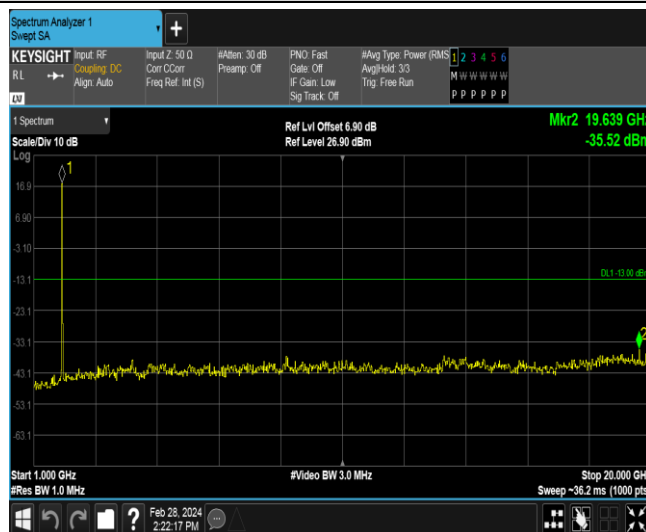 Spectrum Analyzer 1
Swept SA
+
KEYSIGHT Input: RF Input Z: 50 Ω #Atten: 30 dB PNO: Fast #Avg Type: Power (RMS 1 2 3 4 5 6
RL Coupling: DC Corr CCorr Preamp: Off Gate: Off Avg|Hold: 3/3 M W W W W W
Align: Auto Freq Ref: Int (S) IF Gain: Low Trig: Free Run
LXI Sig Track: Off P P P P P P
1 Spectrum Ref Lvl Offset 6.90 dB Mkr2 19.639 GHz
Scale/Div 10 dB Ref Level 26.90 dBm -35.52 dBm
Log
1
16.9
6.90
-3.10
-13.1 DL1 -13.00 dBm
-23.1
-33.1 2
-43.1
-53.1
-63.1
Start 1.000 GHz #Video BW 3.0 MHz Stop 20.000 GHz
#Res BW 1.0 MHz Sweep ~36.2 ms (1000 pts
? Feb 28, 2024
2:22:17 PM